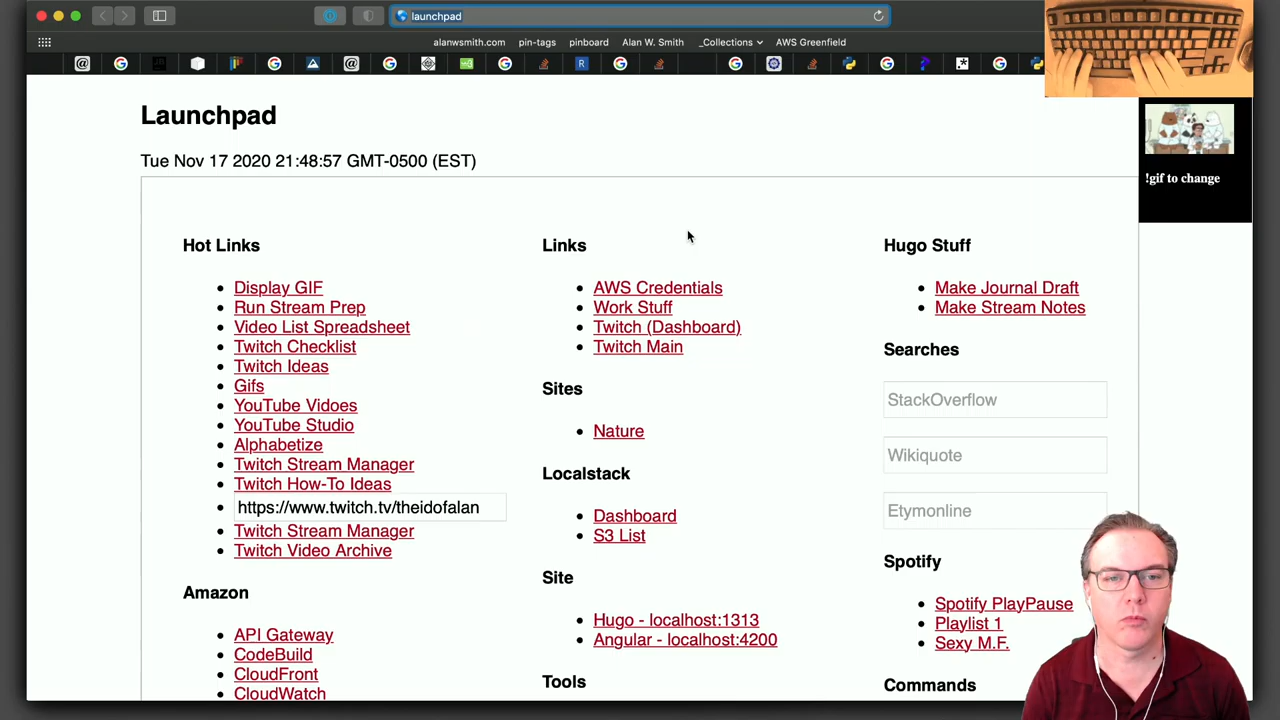 launchpad
alanwsmith.com pin-tags pinboard Alan W. Smith _Collections AWS Greenfield
Launchpad
Tue Nov 17 2020 21:48:57 GMT-0500 (EST)
!gif to change
Hot Links
Display GIF
Run Stream Prep
Video List Spreadsheet
Twitch Checklist
Twitch Ideas
Gifs
YouTube Vidoes
YouTube Studio
Alphabetize
Twitch Stream Manager
Twitch How-To Ideas
https://www.twitch.tv/theidofalan
Twitch Stream Manager
Twitch Video Archive
Amazon
API Gateway
CodeBuild
CloudFront
CloudWatch
Links
AWS Credentials
Work Stuff
Twitch (Dashboard)
Twitch Main
Sites
Nature
Localstack
Dashboard
S3 List
Site
Hugo - localhost:1313
Angular - localhost:4200
Tools
Hugo Stuff
Make Journal Draft
Make Stream Notes
Searches
StackOverflow
Wikiquote
Etymonline
Spotify
Spotify PlayPause
Playlist 1
Sexy M.F.
Commands